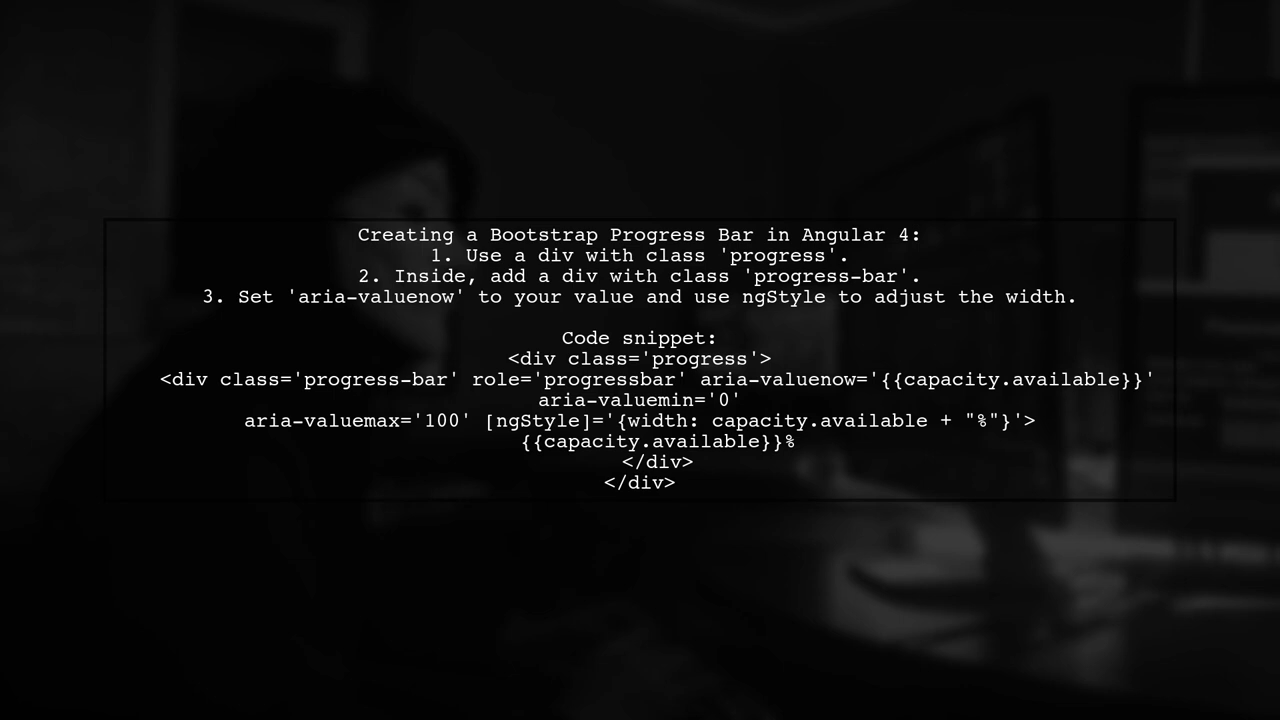 Creating a Bootstrap Progress Bar in Angular 4:
1. Use a div with class 'progress'.
2. Inside, add a div with class 'progress-bar'.
3. Set 'aria-valuenow' to your value and use ngStyle to adjust the width.
Code snippet:
<div class='progress'>
<div class='progress-bar' role='progressbar' aria-valuenow='{{capacity.available}}'
aria-valuemin='0'
aria-valuemax='100' [ngStyle]='{width: capacity.available + "%"}'>
{{capacity.available}}%
</div>
</div>